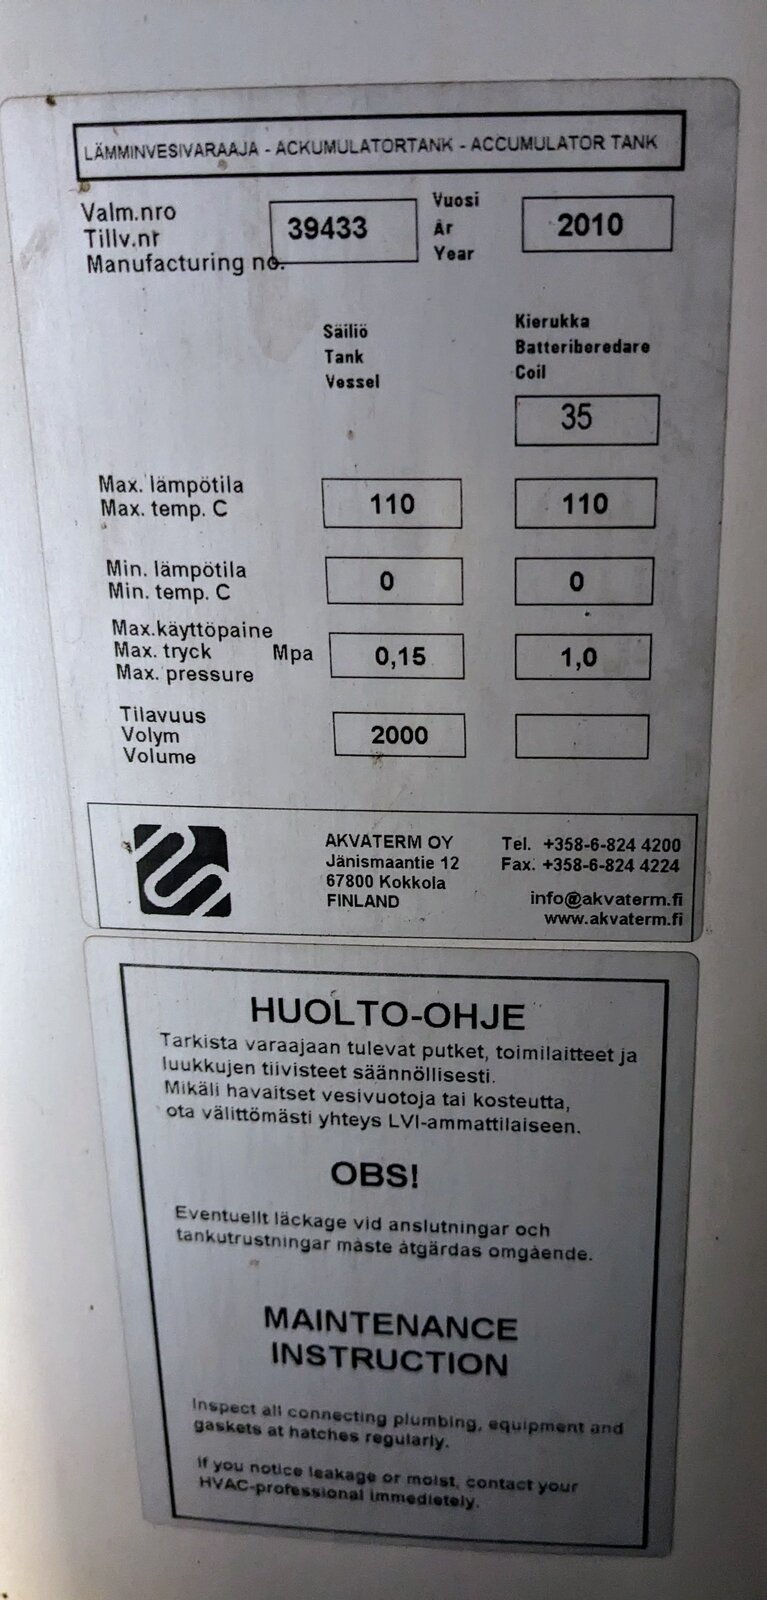 LÄMMINVESIVARAAJA - ACKUMULATORTANK - ACCUMULATOR TANK
Valm.nro
Tillv.nr
Manufacturing no.
39433
Vuosi
År
Year
2010
Säiliö
Tank
Vessel
Kierukka
Batteriberedare
Coil
35
Max. lämpötila
Max. temp. C
110
110
Min. lämpötila
Min. temp. C
0
0
Max.käyttöpaine
Max. tryck Mpa
Max. pressure
0,15
1,0
Tilavuus
Volym
Volume
2000
AKVATERM OY
Jänismaantie 12
67800 Kokkola
FINLAND
Tel. +358-6-824 4200
Fax. +358-6-824 4224
info@akvaterm.fi
www.akvaterm.fi
HUOLTO-OHJE
Tarkista varaajaan tulevat putket, toimilaitteet ja
luukkujen tiivisteet säännöllisesti.
Mikäli havaitset vesivuotoja tai kosteutta,
ota välittömästi yhteys LVI-ammattilaiseen.
OBS!
Eventuellt läckage vid anslutningar och
tankutrustningar måste åtgärdas omgående.
MAINTENANCE
INSTRUCTION
Inspect all connecting plumbing, equipment and
gaskets at hatches regularly.
If you notice leakage or moist, contact your
HVAC-professional immedietely.